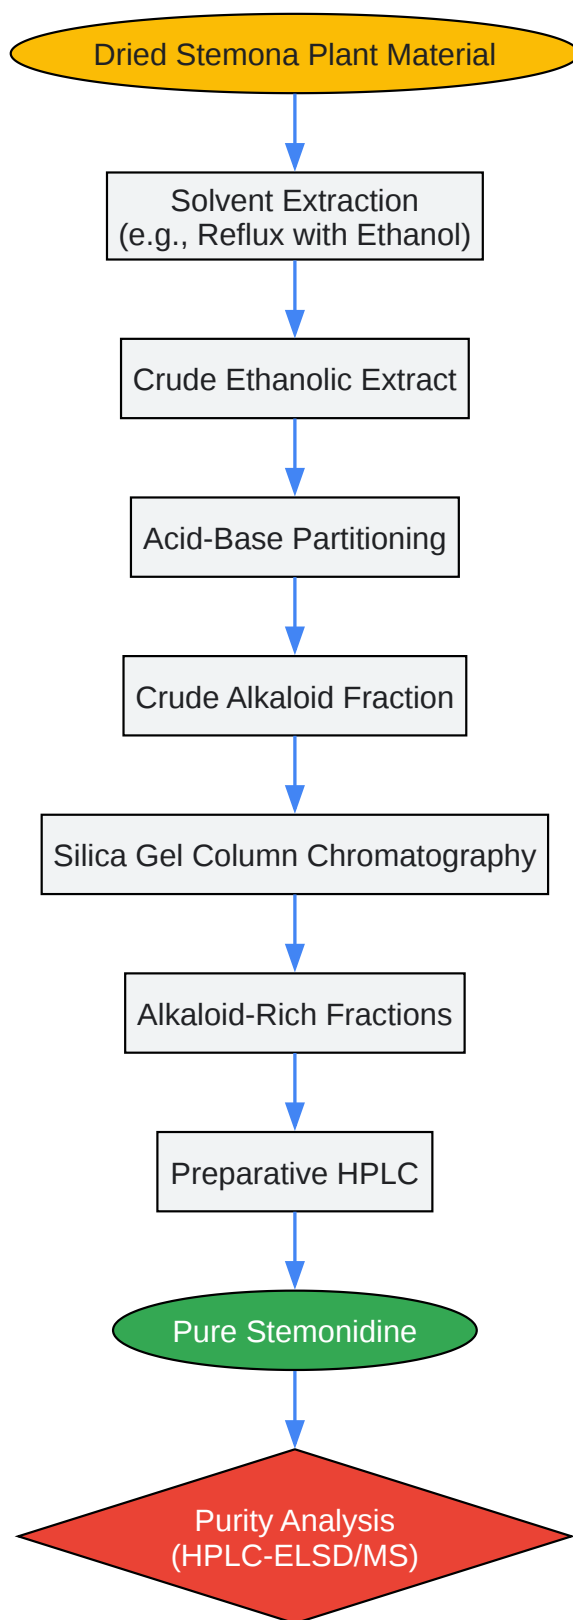 Dried Stemona Plant Material
Solvent Extraction
(e.g., Reflux with Ethanol)
Crude Ethanolic Extract
Acid-Base Partitioning
Crude Alkaloid Fraction
Silica Gel Column Chromatography
Alkaloid-Rich Fractions
Preparative HPLC
Pure Stemonidine
Purity Analysis
(HPLC-ELSD/MS)